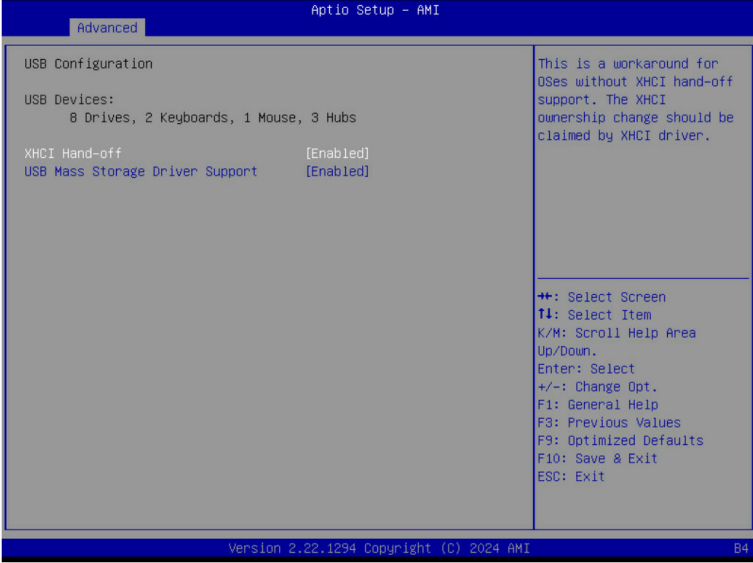 Aptio Setup - AMI
Advanced
USB Configuration
USB Devices:
8 Drives, 2 Keyboards, 1 Mouse, 3 Hubs
XHCI Hand-off [Enabled]
USB Mass Storage Driver Support [Enabled]
This is a workaround for
OSes without XHCI hand-off
support. The XHCI
ownership change should be
claimed by XHCI driver.
→←: Select Screen
↑↓: Select Item
K/M: Scroll Help Area
Up/Down.
Enter: Select
+/-: Change Opt.
F1: General Help
F3: Previous Values
F9: Optimized Defaults
F10: Save & Exit
ESC: Exit
Version 2.22.1294 Copyright (C) 2024 AMI
B4